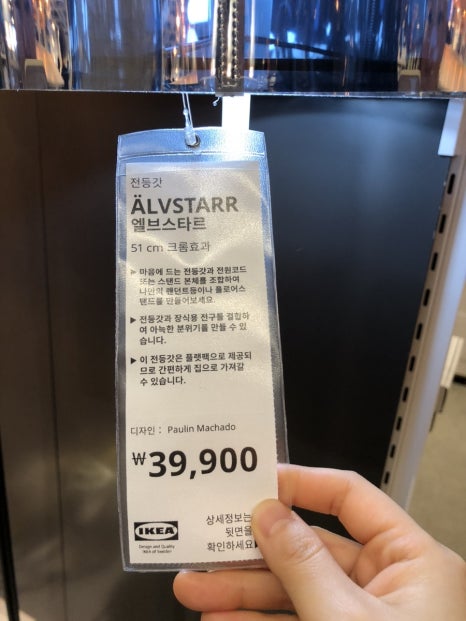 전등갓
ÄLVSTARR
엘브스타르
51 cm 크롬효과
▶ 마음에 드는 전등갓과 전원코드
또는 스탠드 본체를 조합하여
나만의 팬던트등이나 플로어스
탠드를 만들어보세요.
▶ 전등갓과 장식용 전구를 결합하
여 아늑한 분위기를 만들 수 있
습니다.
▶ 이 전등갓은 플랫팩으로 제공되
므로 간편하게 집으로 가져갈
수 있습니다.
디자인 : Paulin Machado
₩39,900
IKEA
Design and Quality
IKEA of Sweden
상세정보는
뒷면을
확인하세요